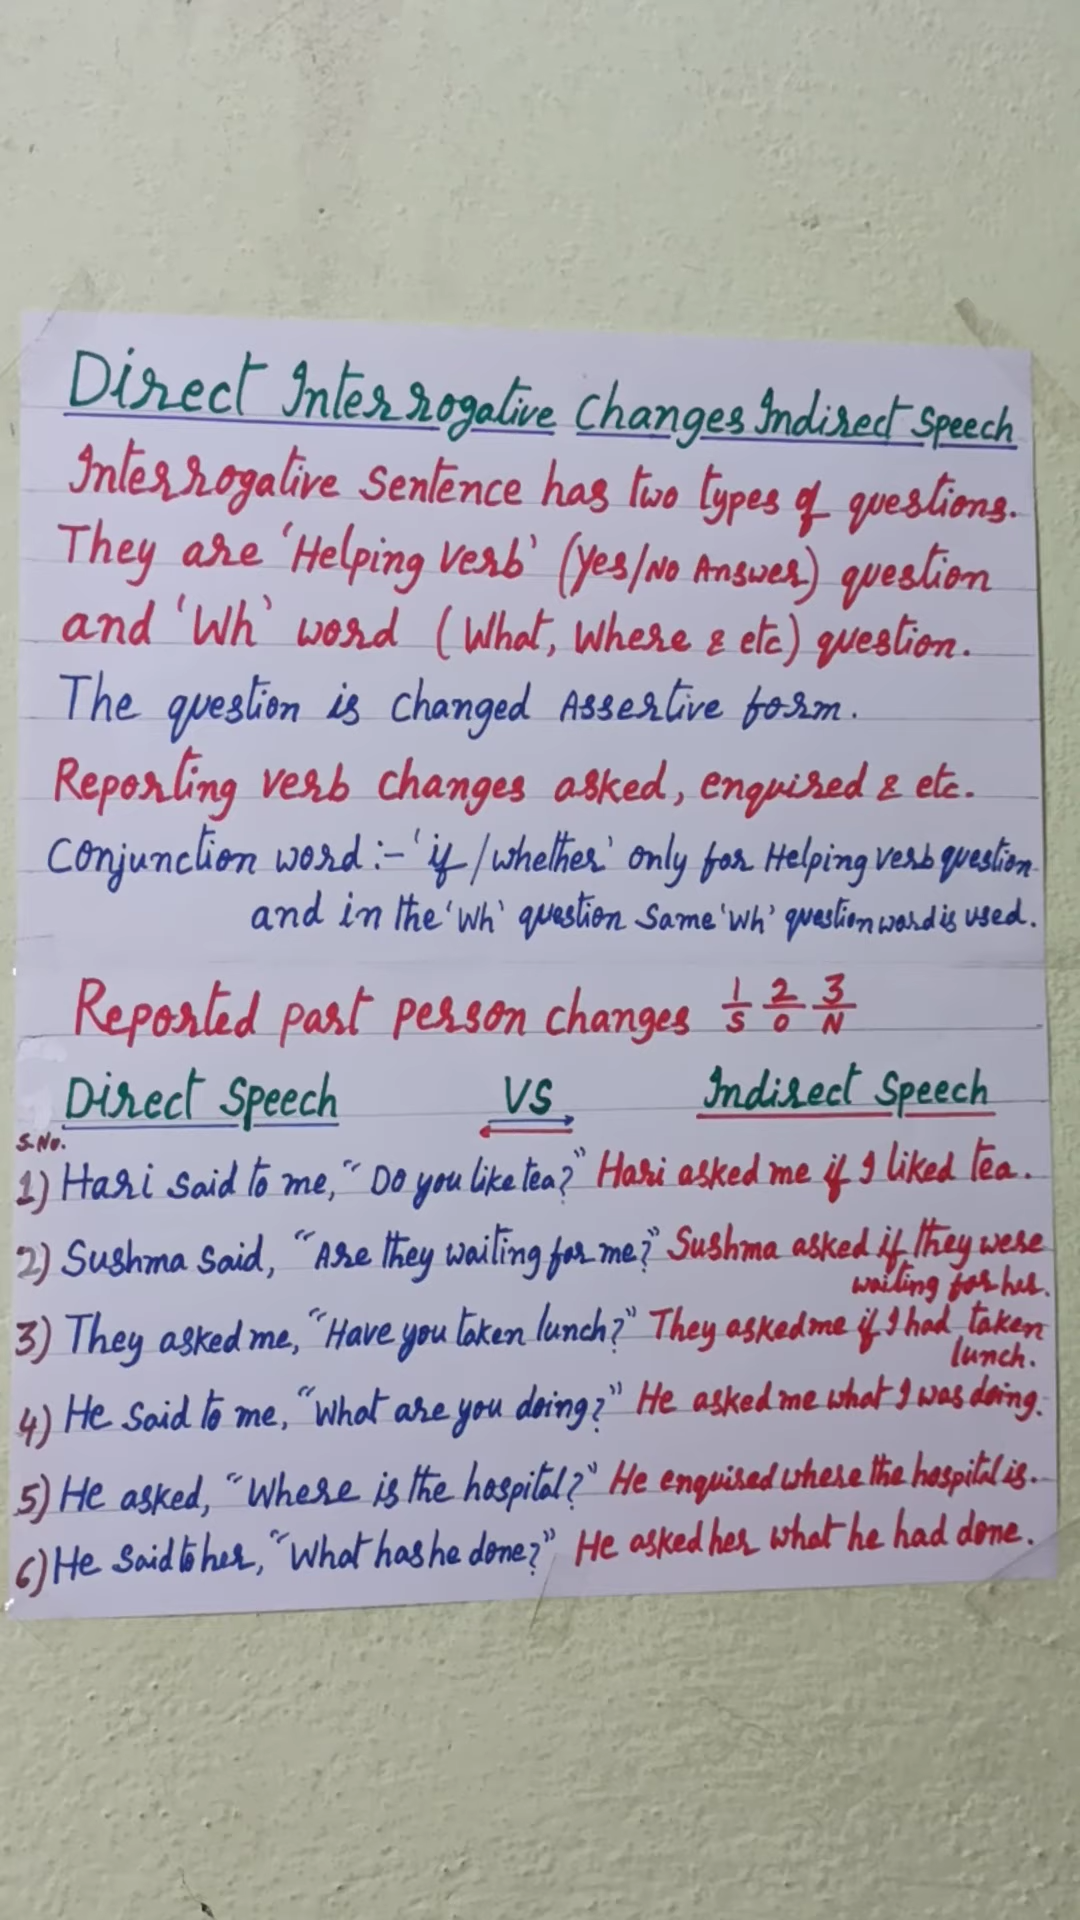 Direct Interrogative Changes Indirect Speech
Interrogative Sentence has two types of questions.
They are 'Helping verb' (Yes/No Answer) question
and 'Wh' word (What, Where & etc) question.
The question is changed Assertive form.
Reporting verb changes asked, enquired & etc.
Conjunction word :- 'if/whether' only for Helping verb question
and in the 'Wh' question Same 'Wh' question word is used.
Reported past person changes 1/S 2/O 3/N
Direct Speech VS Indirect Speech
S.No.
1) Hari said to me, "Do you like tea?" Hari asked me if I liked tea.
2) Sushma said, "Are they waiting for me?" Sushma asked if they were
waiting for her.
3) They asked me, "Have you taken lunch?" They asked me if I had taken
lunch.
4) He said to me, "What are you doing?" He asked me what I was doing.
5) He asked, "Where is the hospital?" He enquired where the hospital is.
6) He said to her, "What has he done?" He asked her what he had done.